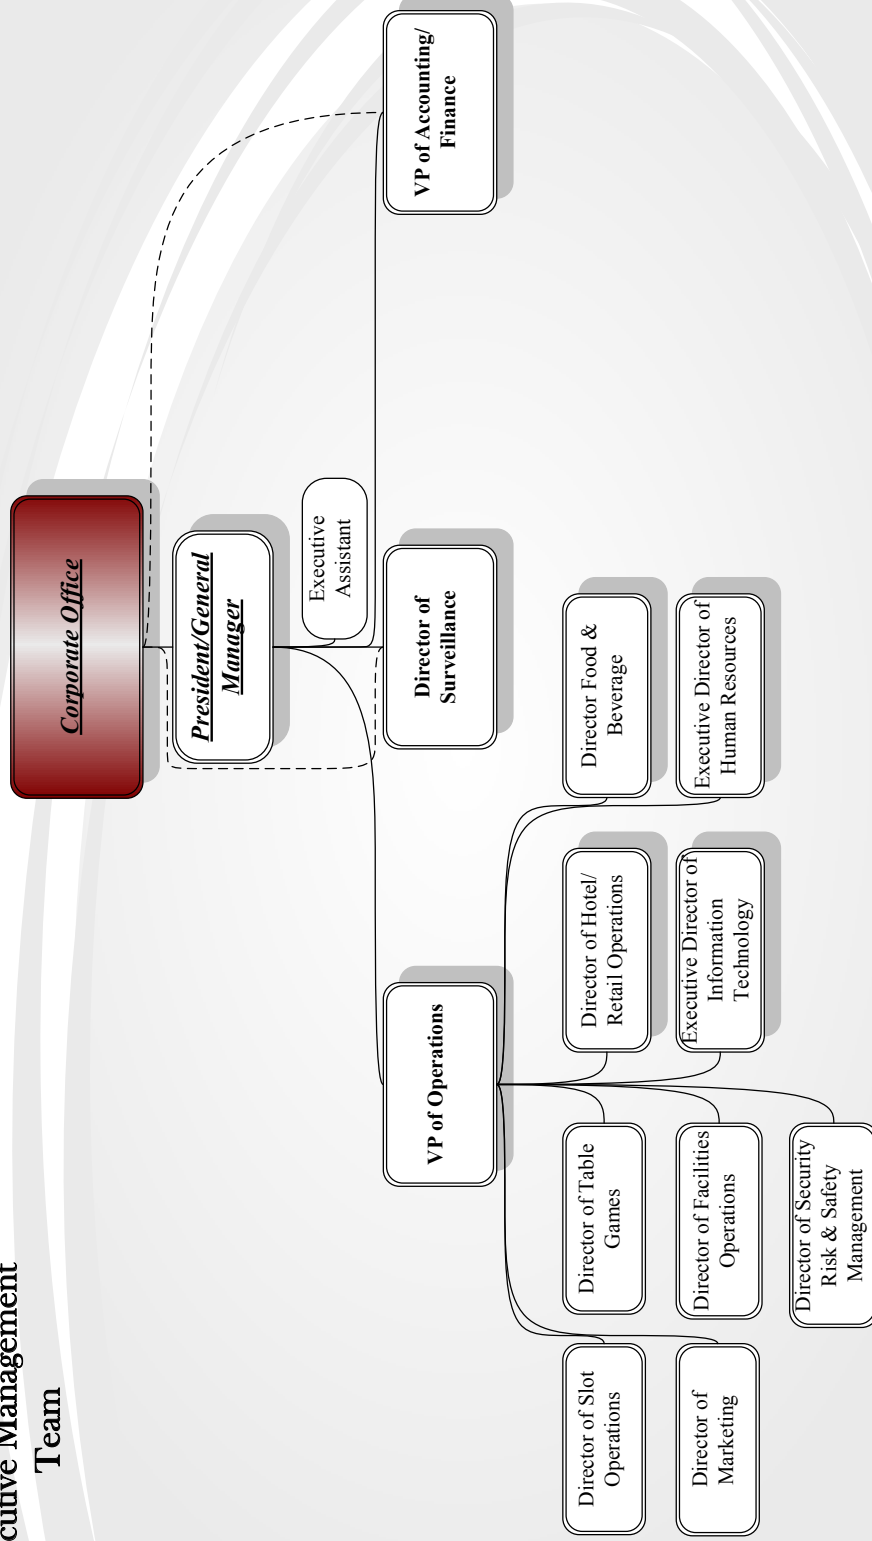 cutive Management
Team
Corporate Office
President/General
Manager
Executive
Assistant
VP of Operations
Director of
Surveillance
VP of Accounting/
Finance
Director of Slot
Operations
Director of Table
Games
Director of Hotel/
Retail Operations
Director Food &
Beverage
Director of
Marketing
Director of Facilities
Operations
Executive Director of
Information
Technology
Executive Director of
Human Resources
Director of Security
Risk & Safety
Management